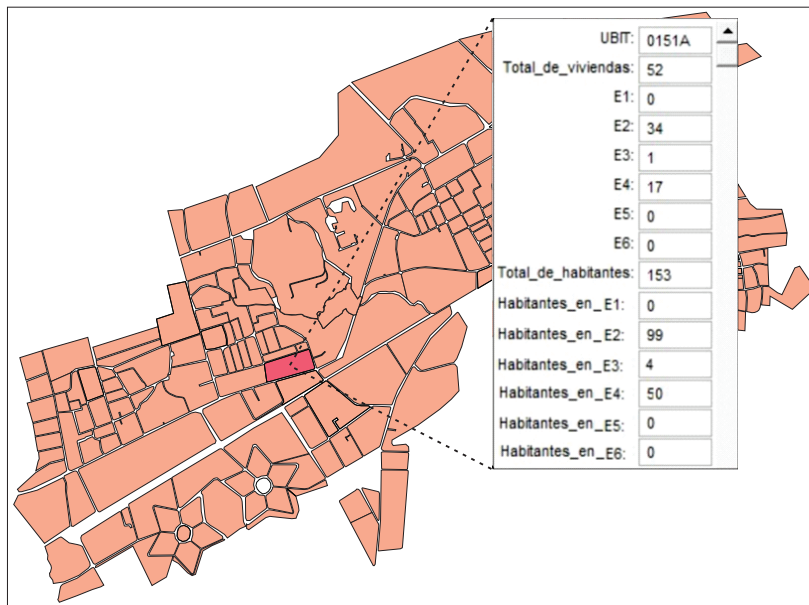 UBIT: 0151A
Total_de_viviendas: 52
E1: 0
E2: 34
E3: 1
E4: 17
E5: 0
E6: 0
Total_de_habitantes: 153
Habitantes_en_E1: 0
Habitantes_en_E2: 99
Habitantes_en_E3: 4
Habitantes_en_E4: 50
Habitantes_en_E5: 0
Habitantes_en_E6: 0